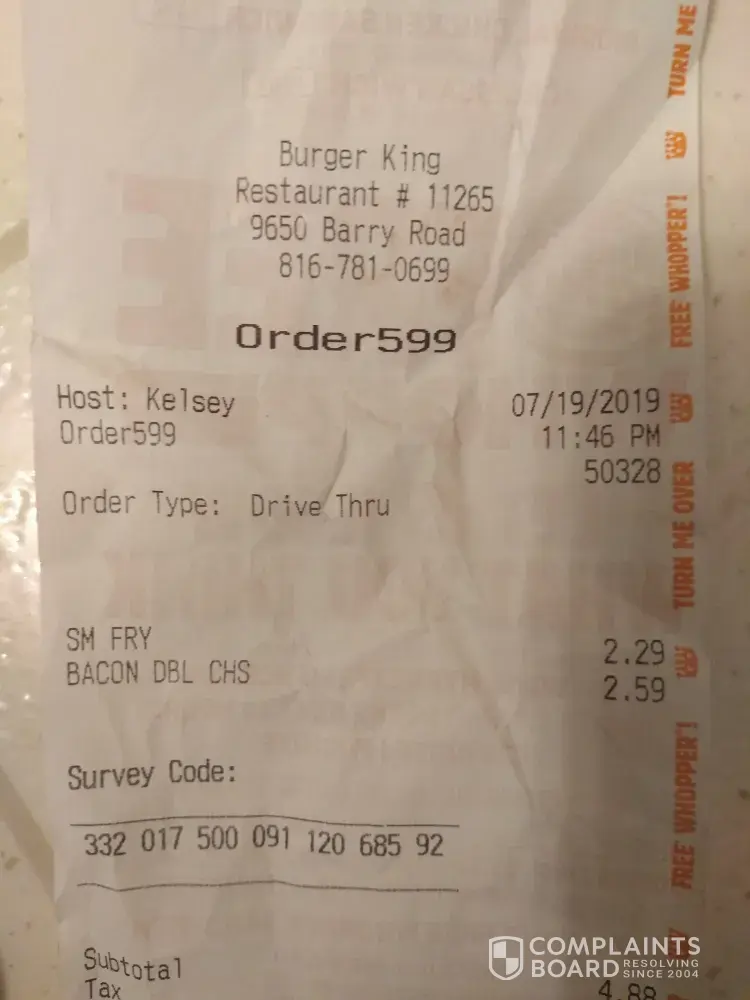 Burger King
Restaurant # 11265
9650 Barry Road
816-781-0699
Order599
Host: Kelsey
07/19/2019
Order599
11:46 PM
50328
Order Type: Drive Thru
SM FRY 2.29
BACON DBL CHS 2.59
Survey Code:
332 017 500 091 120 685 92
Subtotal 4.88
Tax
TURN ME
FREE WHOPPER!
TURN ME OVER
FREE WHOPPER!
COMPLAINTS
BOARD RESOLVING
SINCE 2004